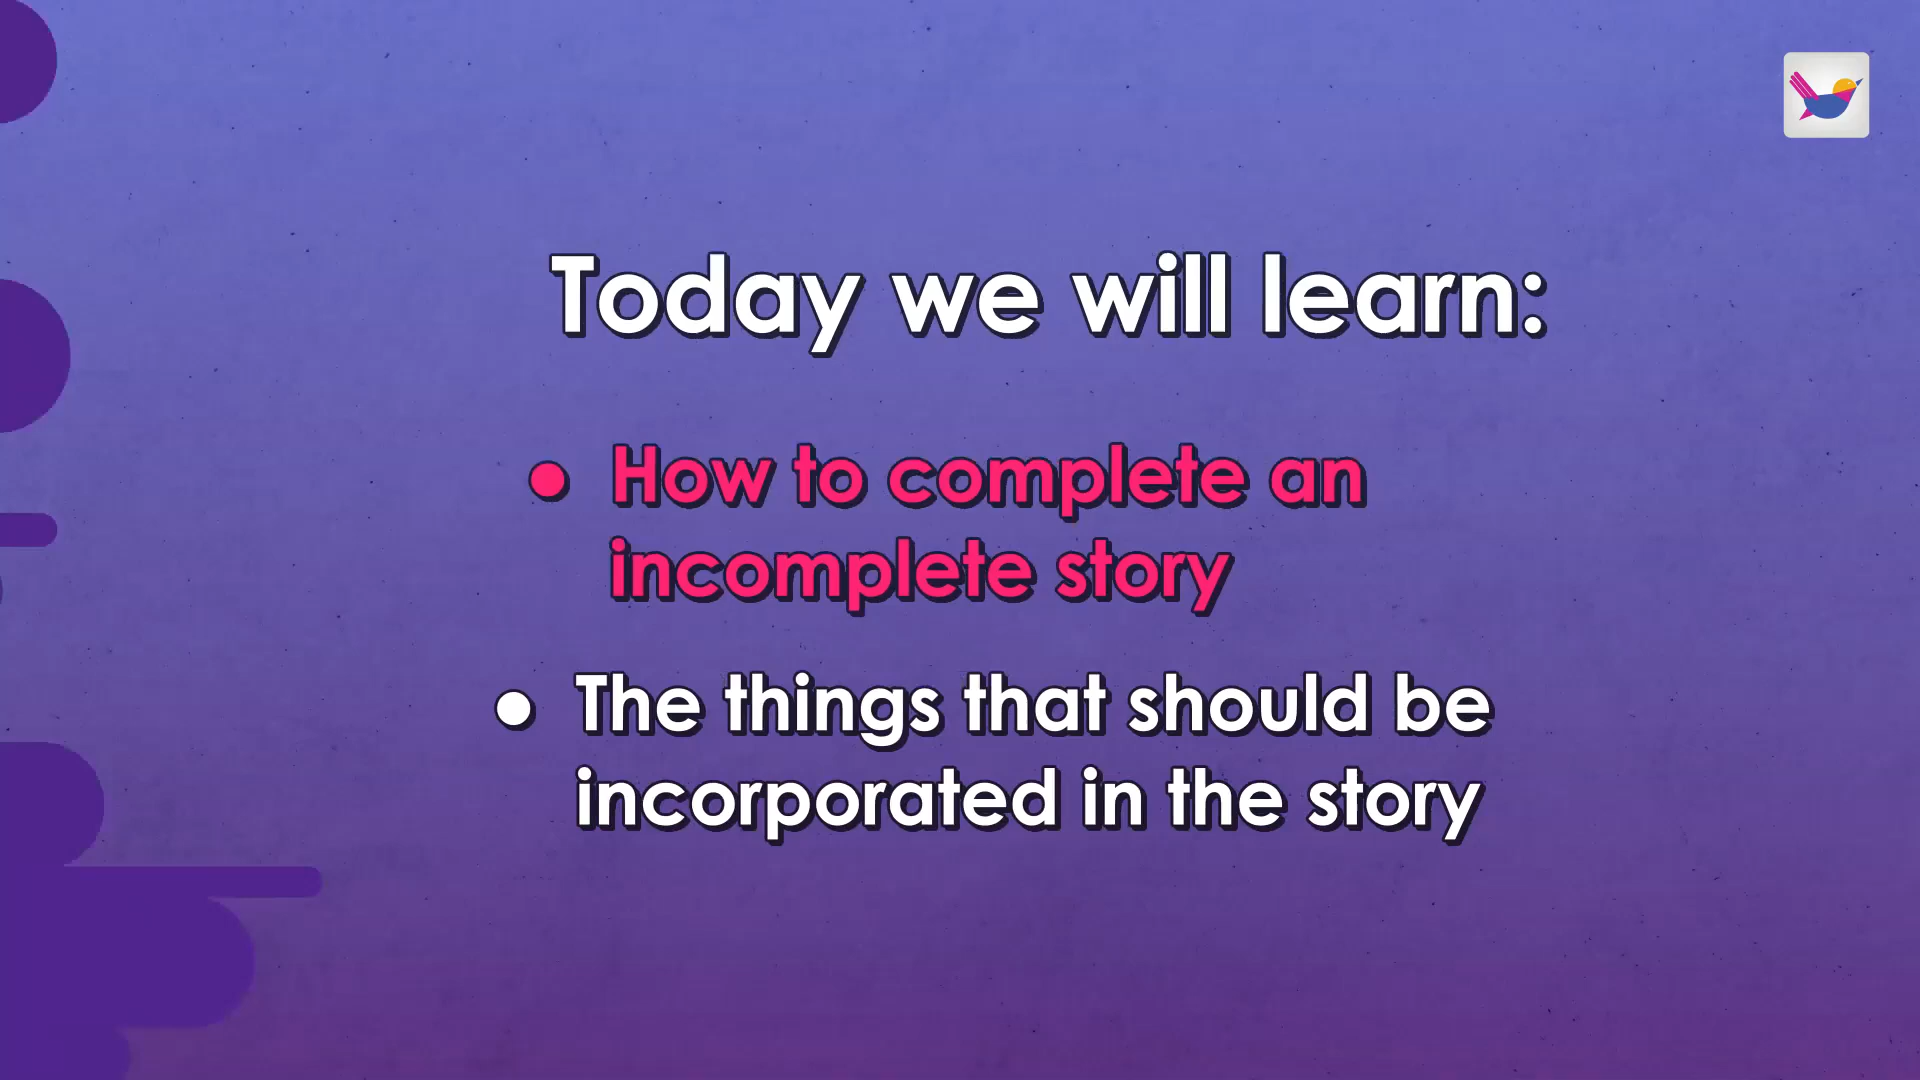 Today we will learn:
● How to complete an
incomplete story
● The things that should be
incorporated in the story